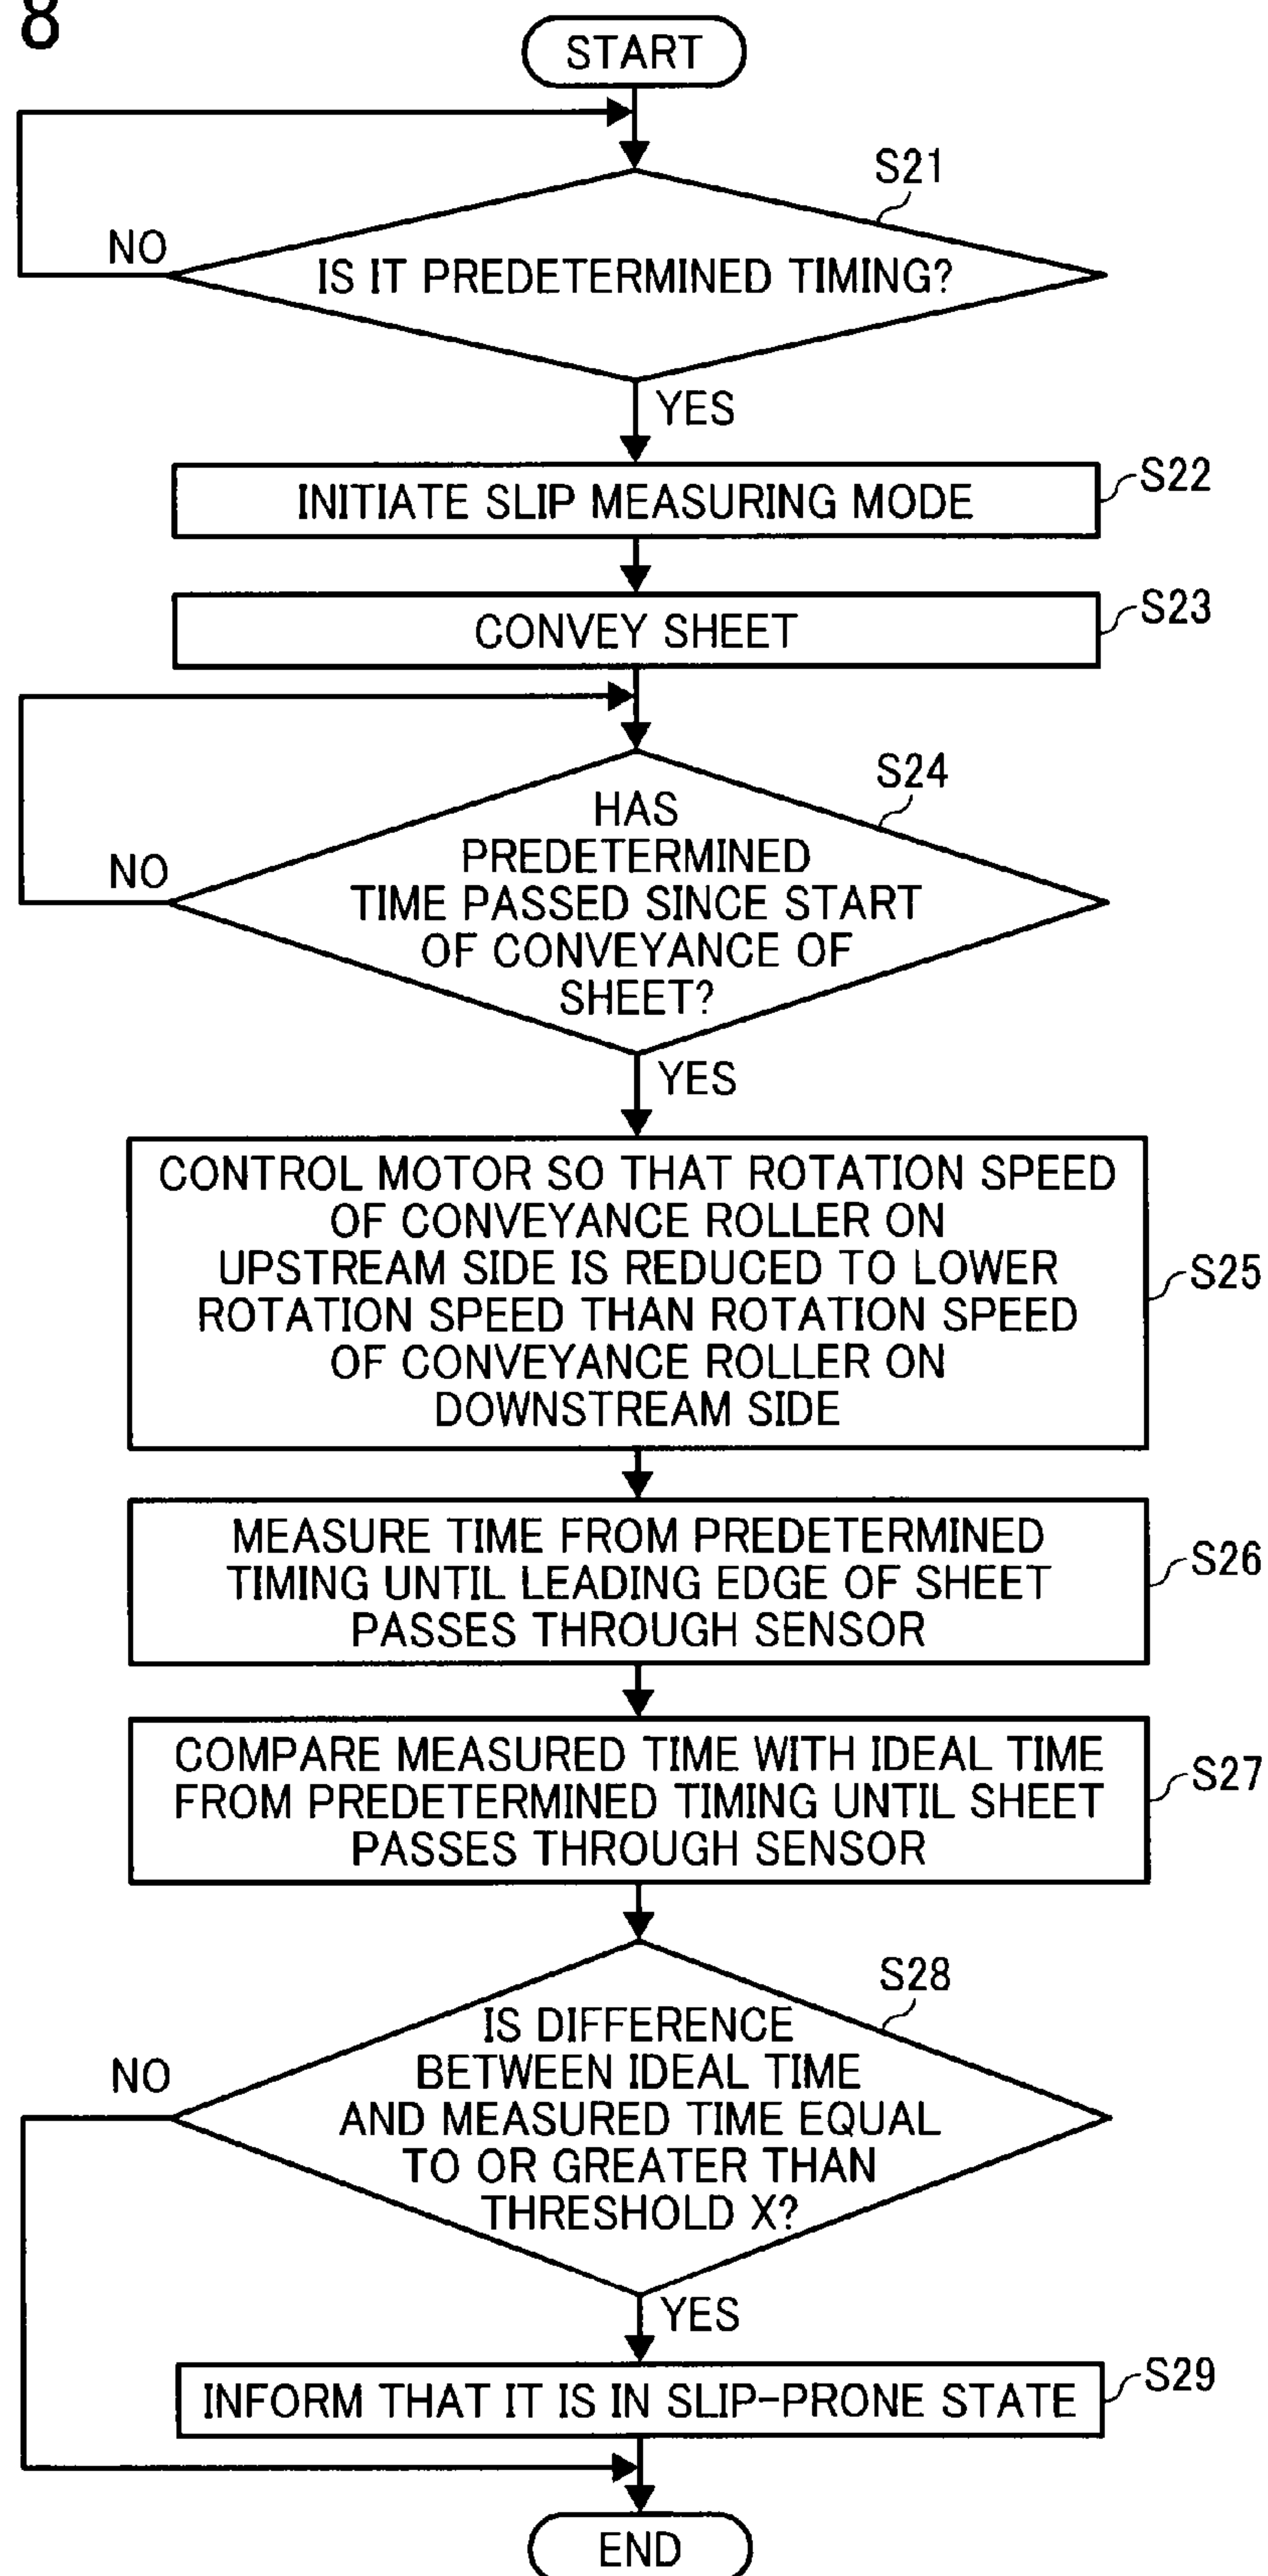 8
START
S21
NO
IS IT PREDETERMINED TIMING?
YES
INITIATE SLIP MEASURING MODE
S22
CONVEY SHEET
S23
S24
HAS
PREDETERMINED
TIME PASSED SINCE START
OF CONVEYANCE OF
SHEET?
NO
YES
CONTROL MOTOR SO THAT ROTATION SPEED
OF CONVEYANCE ROLLER ON
UPSTREAM SIDE IS REDUCED TO LOWER
ROTATION SPEED THAN ROTATION SPEED
OF CONVEYANCE ROLLER ON
DOWNSTREAM SIDE
S25
MEASURE TIME FROM PREDETERMINED
TIMING UNTIL LEADING EDGE OF SHEET
PASSES THROUGH SENSOR
S26
COMPARE MEASURED TIME WITH IDEAL TIME
FROM PREDETERMINED TIMING UNTIL SHEET
PASSES THROUGH SENSOR
S27
S28
IS DIFFERENCE
BETWEEN IDEAL TIME
AND MEASURED TIME EQUAL
TO OR GREATER THAN
THRESHOLD X?
NO
YES
INFORM THAT IT IS IN SLIP-PRONE STATE
S29
END